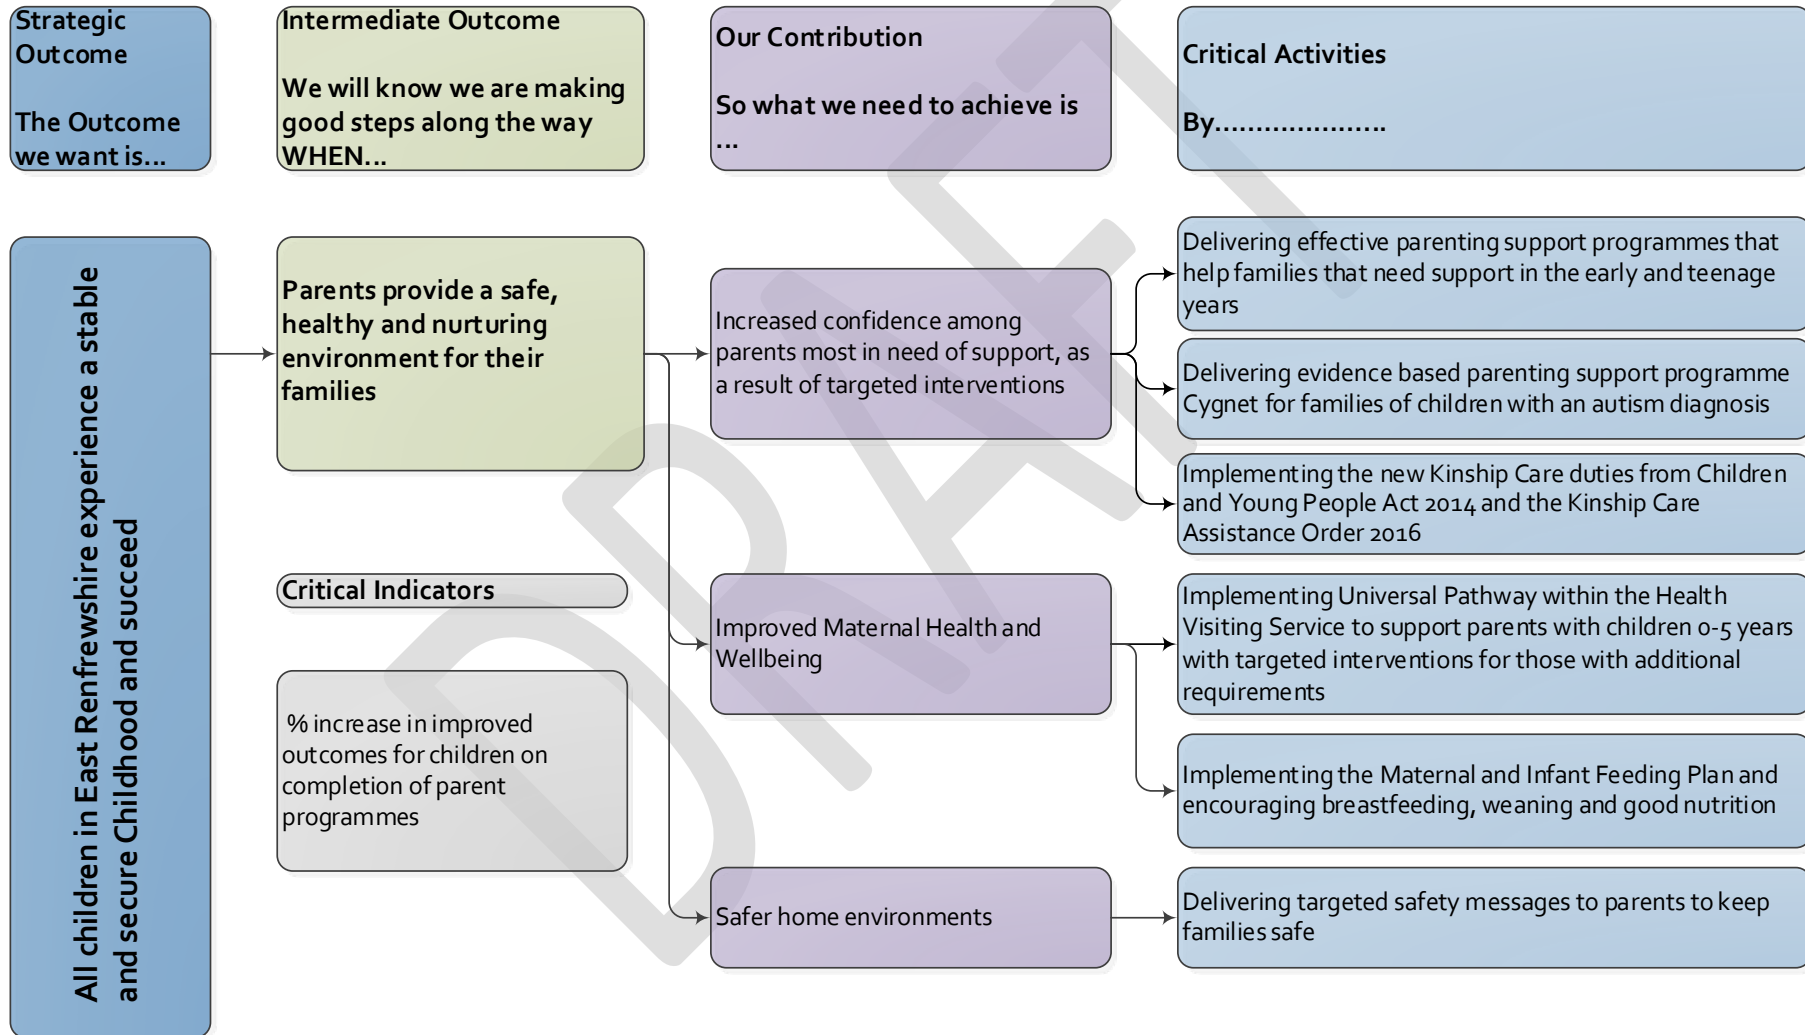 Strategic
Outcome
The Outcome
we want is...
Intermediate Outcome
We will know we are making
good steps along the way
WHEN...
Our Contribution
So what we need to achieve is
...
Critical Activities
By.....................
All children in East Renfrewshire experience a stable
and secure Childhood and succeed
Parents provide a safe,
healthy and nurturing
environment for their
families
Critical Indicators
% increase in improved
outcomes for children on
completion of parent
programmes
Increased confidence among
parents most in need of support, as
a result of targeted interventions
Improved Maternal Health and
Wellbeing
Safer home environments
Delivering effective parenting support programmes that
help families that need support in the early and teenage
years
Delivering evidence based parenting support programme
Cygnet for families of children with an autism diagnosis
Implementing the new Kinship Care duties from Children
and Young People Act 2014 and the Kinship Care
Assistance Order 2016
Implementing Universal Pathway within the Health
Visiting Service to support parents with children 0-5 years
with targeted interventions for those with additional
requirements
Implementing the Maternal and Infant Feeding Plan and
encouraging breastfeeding, weaning and good nutrition
Delivering targeted safety messages to parents to keep
families safe
DRAFT